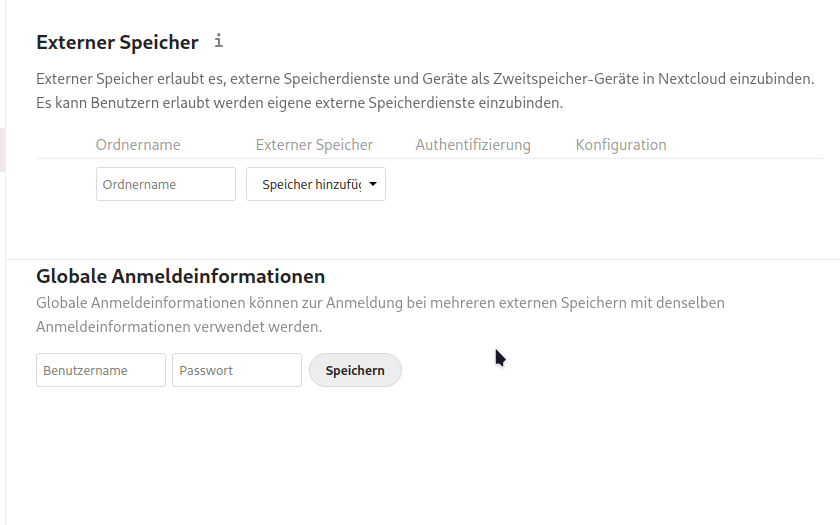 Externer Speicher i
Externer Speicher erlaubt es, externe Speicherdienste und Geräte als Zweitspeicher-Geräte in Nextcloud einzubinden.
Es kann Benutzern erlaubt werden eigene externe Speicherdienste einzubinden.
Ordnername Externer Speicher Authentifizierung Konfiguration
Ordnername Speicher hinzufüg
Globale Anmeldeinformationen
Globale Anmeldeinformationen können zur Anmeldung bei mehreren externen Speichern mit denselben
Anmeldeinformationen verwendet werden.
Benutzername Passwort Speichern